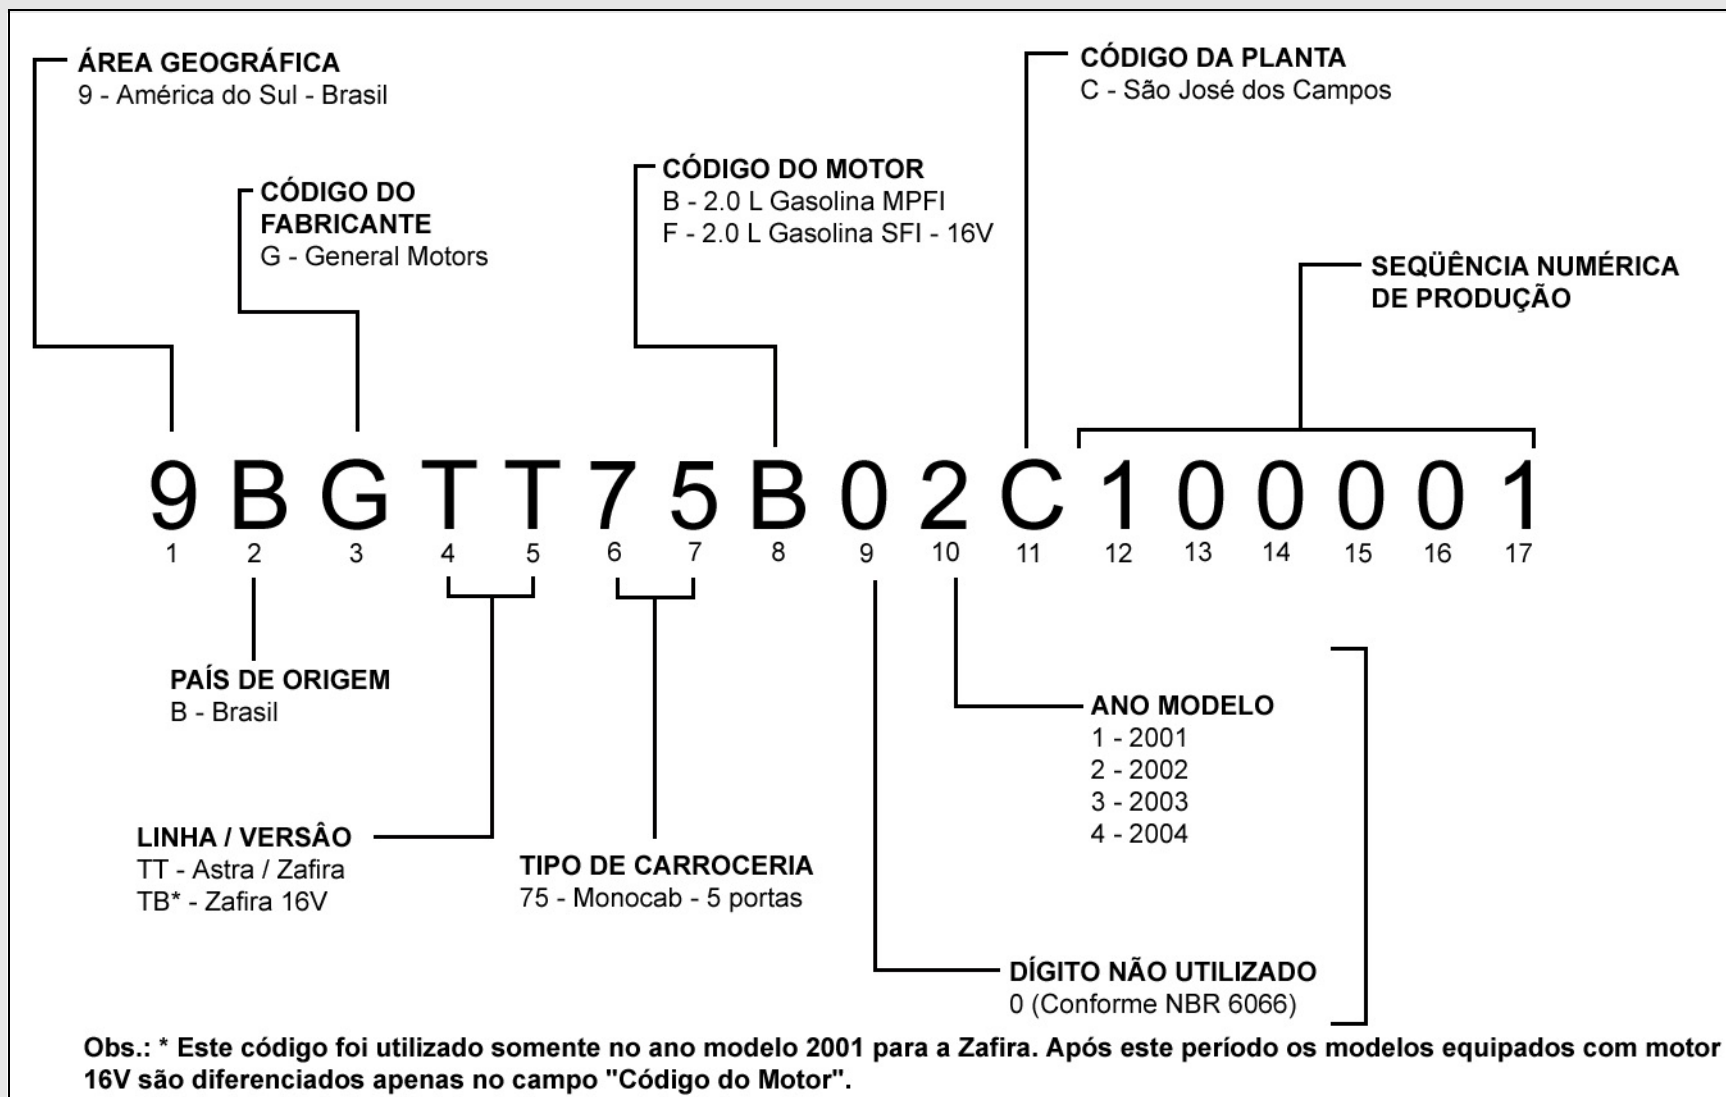 ÁREA GEOGRÁFICA
9 - América do Sul - Brasil
CÓDIGO DA PLANTA
C - São José dos Campos
CÓDIGO DO
FABRICANTE
G - General Motors
CÓDIGO DO MOTOR
B - 2.0 L Gasolina MPFI
F - 2.0 L Gasolina SFI - 16V
SEQÜÊNCIA NUMÉRICA
DE PRODUÇÃO
9 B G T T 7 5 B 0 2 C 1 0 0 0 0 1
1 2 3 4 5 6 7 8 9 10 11 12 13 14 15 16 17
PAÍS DE ORIGEM
B - Brasil
ANO MODELO
1 - 2001
2 - 2002
3 - 2003
4 - 2004
LINHA / VERSÂO
TT - Astra / Zafira
TB* - Zafira 16V
TIPO DE CARROCERIA
75 - Monocab - 5 portas
DÍGITO NÃO UTILIZADO
0 (Conforme NBR 6066)
Obs.: * Este código foi utilizado somente no ano modelo 2001 para a Zafira. Após este período os modelos equipados com motor
16V são diferenciados apenas no campo "Código do Motor".